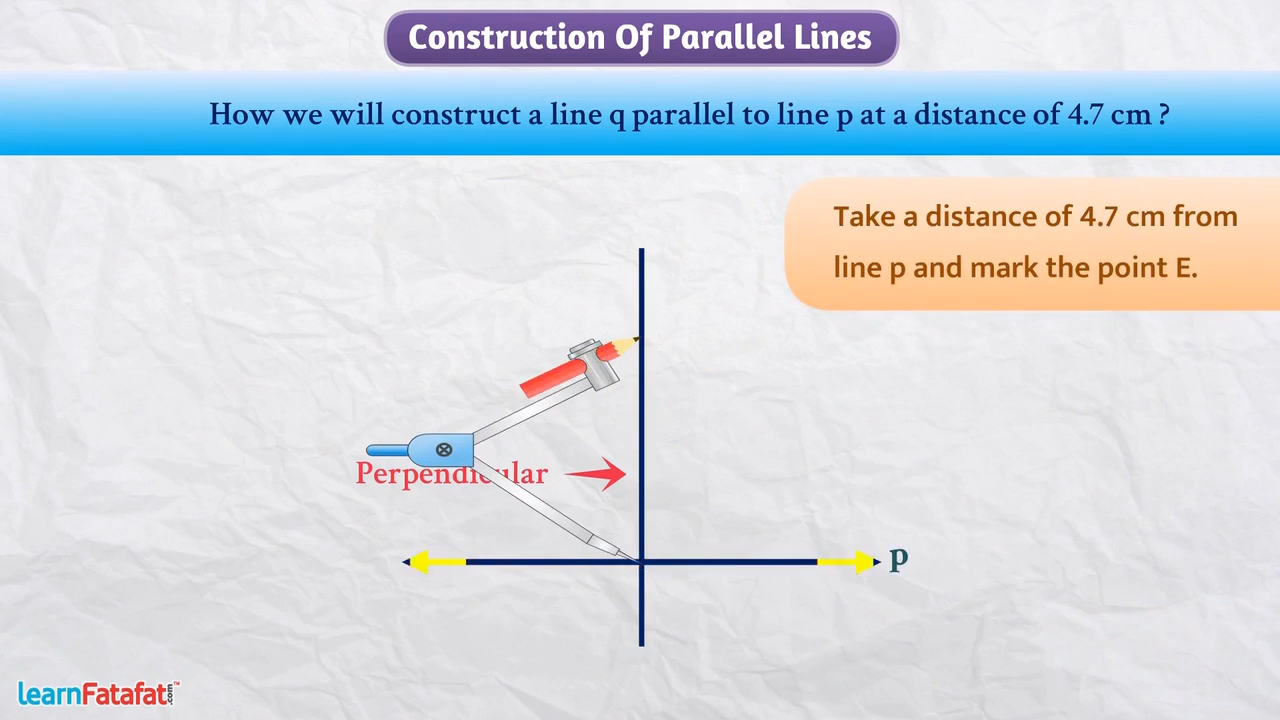 Construction Of Parallel Lines
How we will construct a line q parallel to line p at a distance of 4.7 cm ?
Take a distance of 4.7 cm from
line p and mark the point E.
Perpendicular
p
learnFatafat.com™